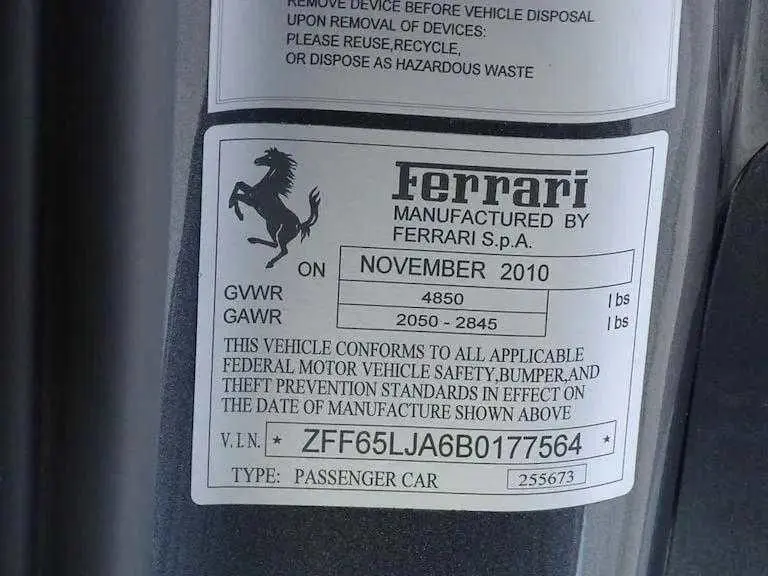 REMOVE DEVICE BEFORE VEHICLE DISPOSAL
UPON REMOVAL OF DEVICES:
PLEASE REUSE,RECYCLE,
OR DISPOSE AS HAZARDOUS WASTE
Ferrari
MANUFACTURED BY
FERRARI S.p.A.
ON NOVEMBER 2010
GVWR 4850 lbs
GAWR 2050 - 2845 lbs
THIS VEHICLE CONFORMS TO ALL APPLICABLE
FEDERAL MOTOR VEHICLE SAFETY,BUMPER,AND
THEFT PREVENTION STANDARDS IN EFFECT ON
THE DATE OF MANUFACTURE SHOWN ABOVE
V.I.N. * ZFF65LJA6B0177564 *
TYPE: PASSENGER CAR 255673